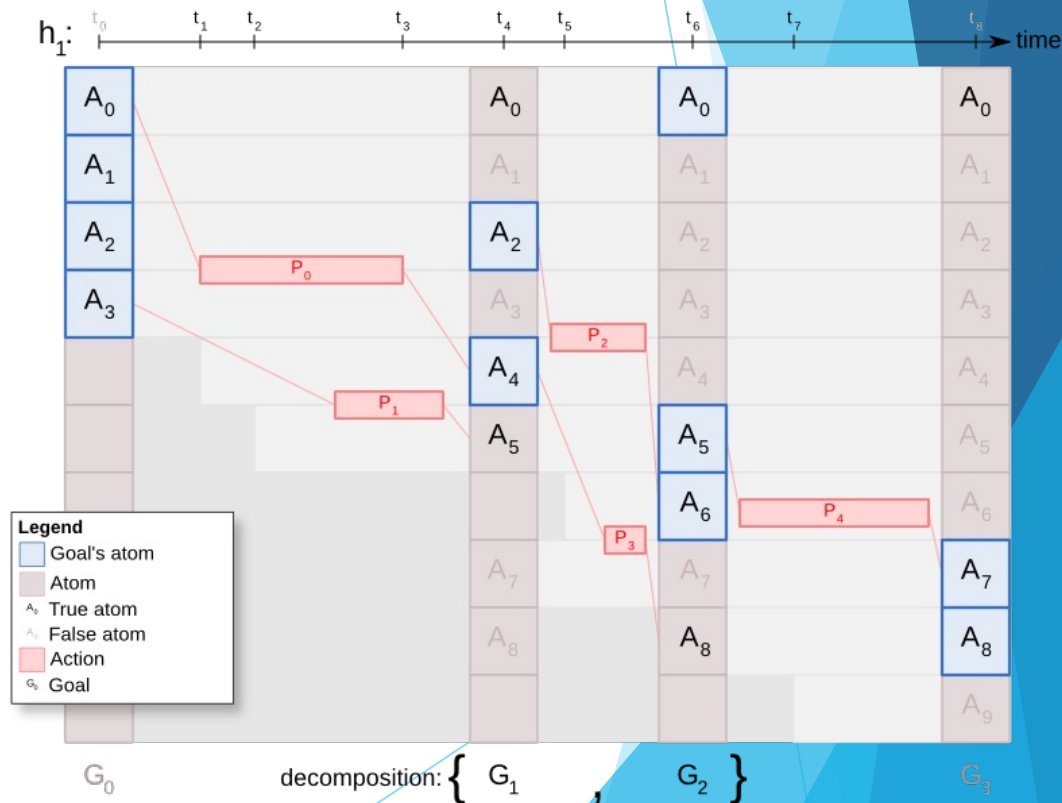 h₁: t₀ t₁ t₂ t₃ t₄ t₅ t₆ t₇ t₈ time
A₀ A₀ A₀ A₀
A₁ A₁ A₁ A₁
A₂ A₂ A₂ A₂
P₀
A₃ A₃ A₃ A₃
P₂
A₄ A₄ A₄
P₁
A₅ A₅ A₅
A₆ A₆
P₄
P₃
A₇ A₇ A₇
A₈ A₈ A₈
A₉
Legend
Goal's atom
Atom
A₀ True atom
A₀ False atom
Action
G₀ Goal
G₀ decomposition: { G₁ , G₂ } G₃